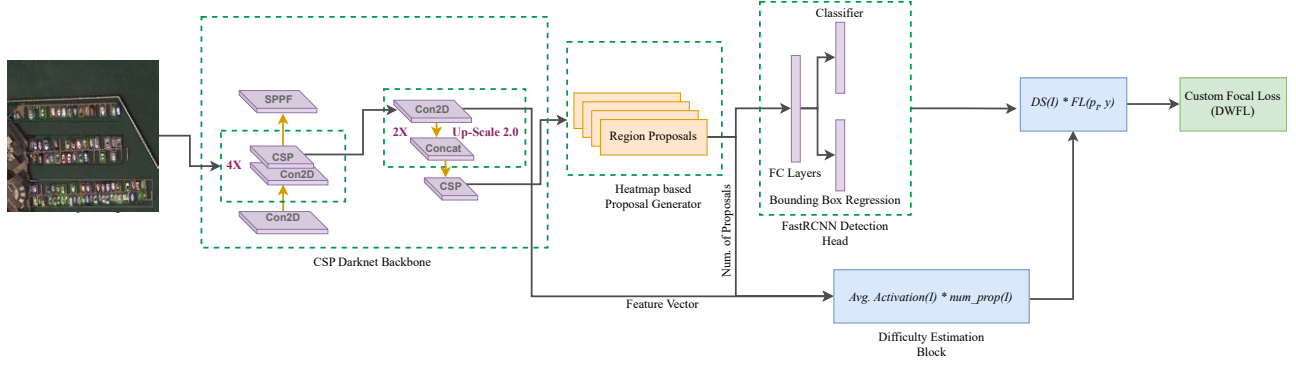 SPPF
4X
CSP
Con2D
Con2D
Con2D
2X
Up-Scale 2.0
Concat
CSP
CSP Darknet Backbone
Region Proposals
Heatmap based
Proposal Generator
Num. of Proposals
Feature Vector
Classifier
FC Layers
Bounding Box Regression
FastRCNN Detection
Head
Avg. Activation(I) * num_prop(I)
Difficulty Estimation
Block
DS(I) * FL(p_t, y)
Custom Focal Loss
(DWFL)